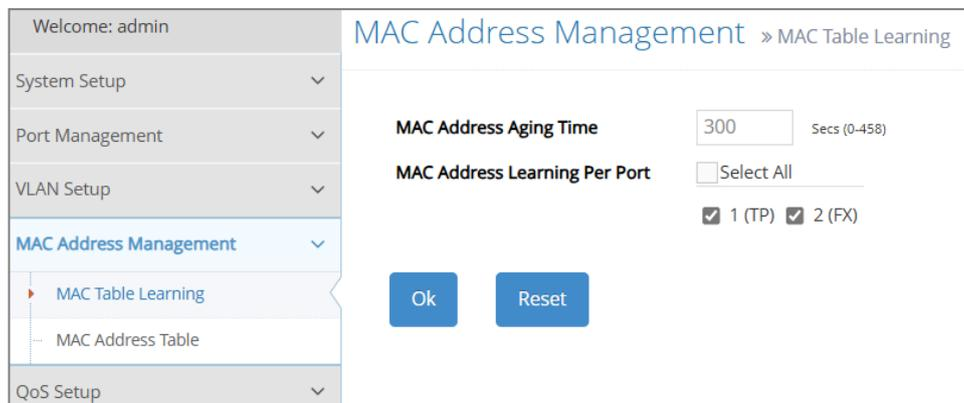 Welcome: admin
System Setup
Port Management
VLAN Setup
MAC Address Management
MAC Table Learning
MAC Address Table
QoS Setup
MAC Address Management » MAC Table Learning
MAC Address Aging Time 300 Secs (0-458)
MAC Address Learning Per Port Select All
1 (TP) 2 (FX)
Ok Reset